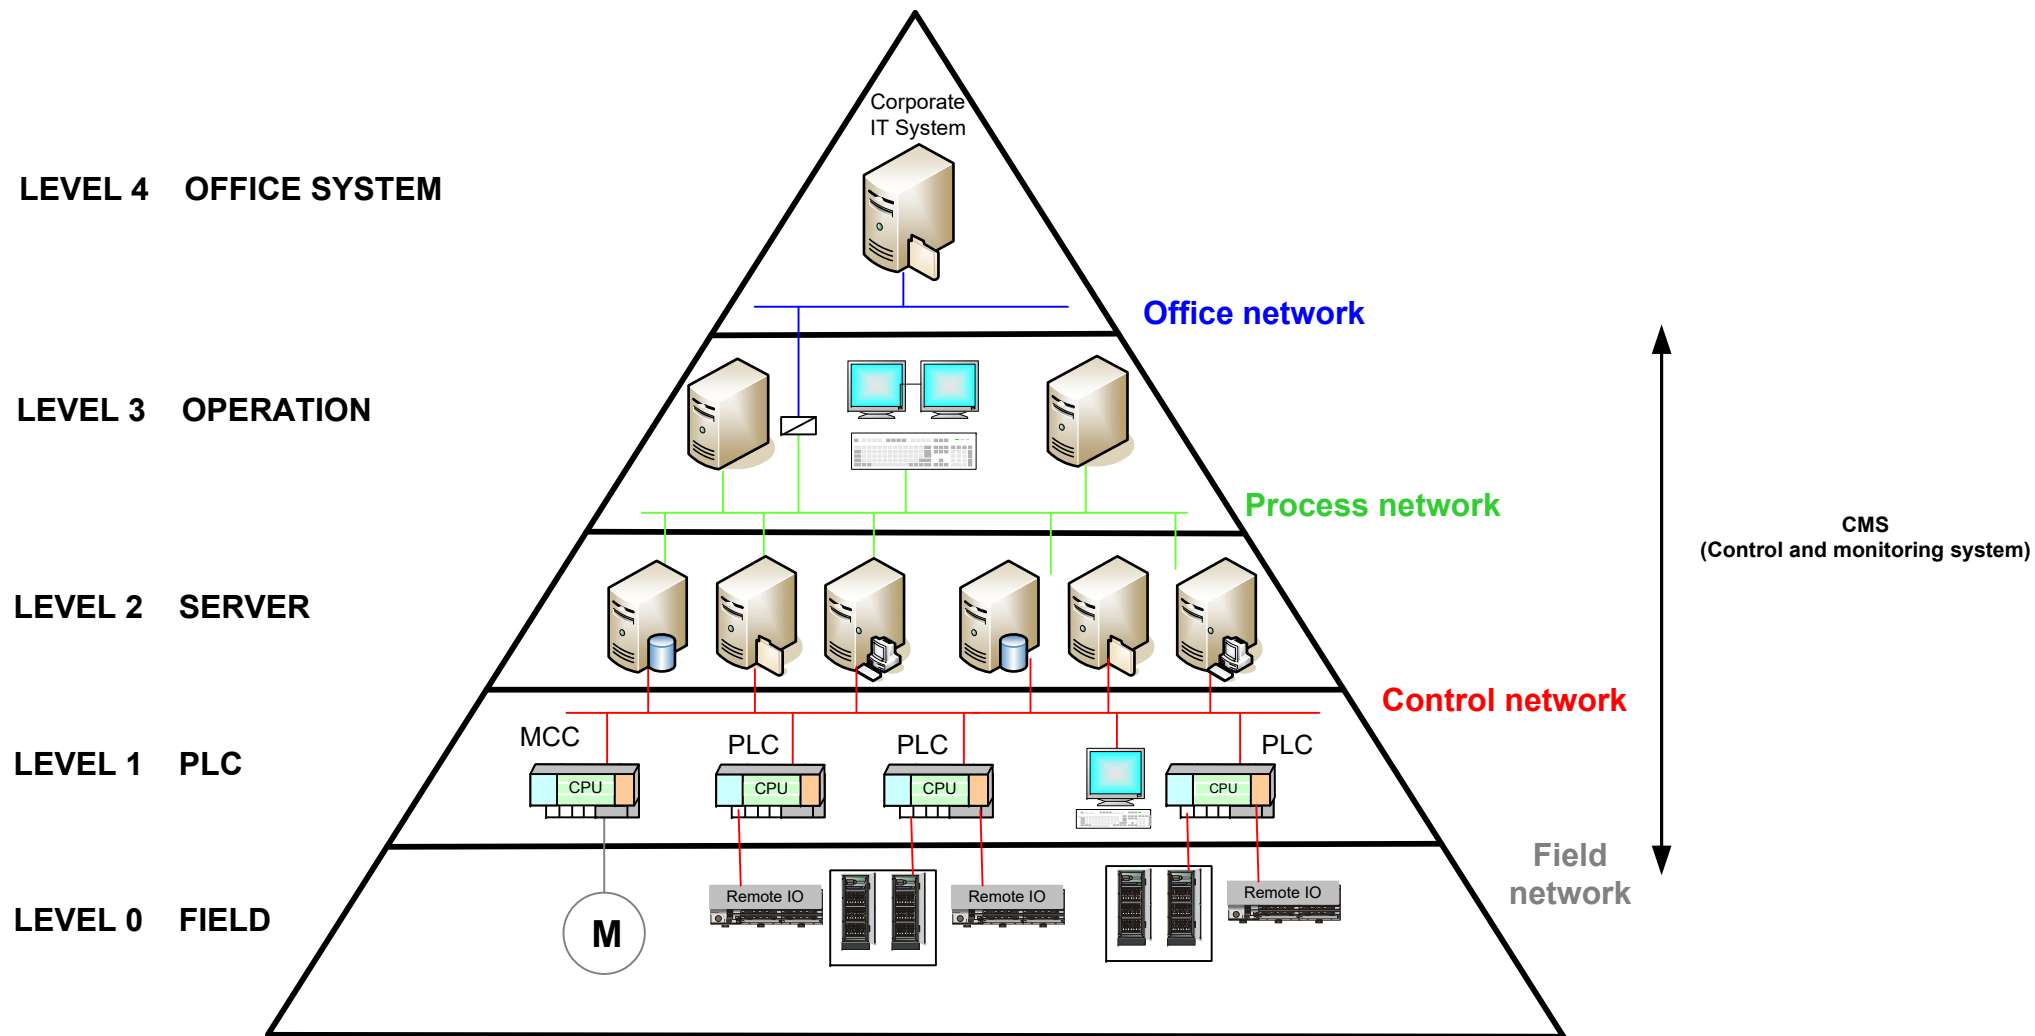 Corporate
IT System
LEVEL 4 OFFICE SYSTEM
Office network
LEVEL 3 OPERATION
Process network
CMS
(Control and monitoring system)
LEVEL 2 SERVER
Control network
MCC
PLC
PLC
PLC
LEVEL 1 PLC
CPU
CPU
CPU
CPU
Field
network
Remote IO
Remote IO
Remote IO
LEVEL 0 FIELD
M